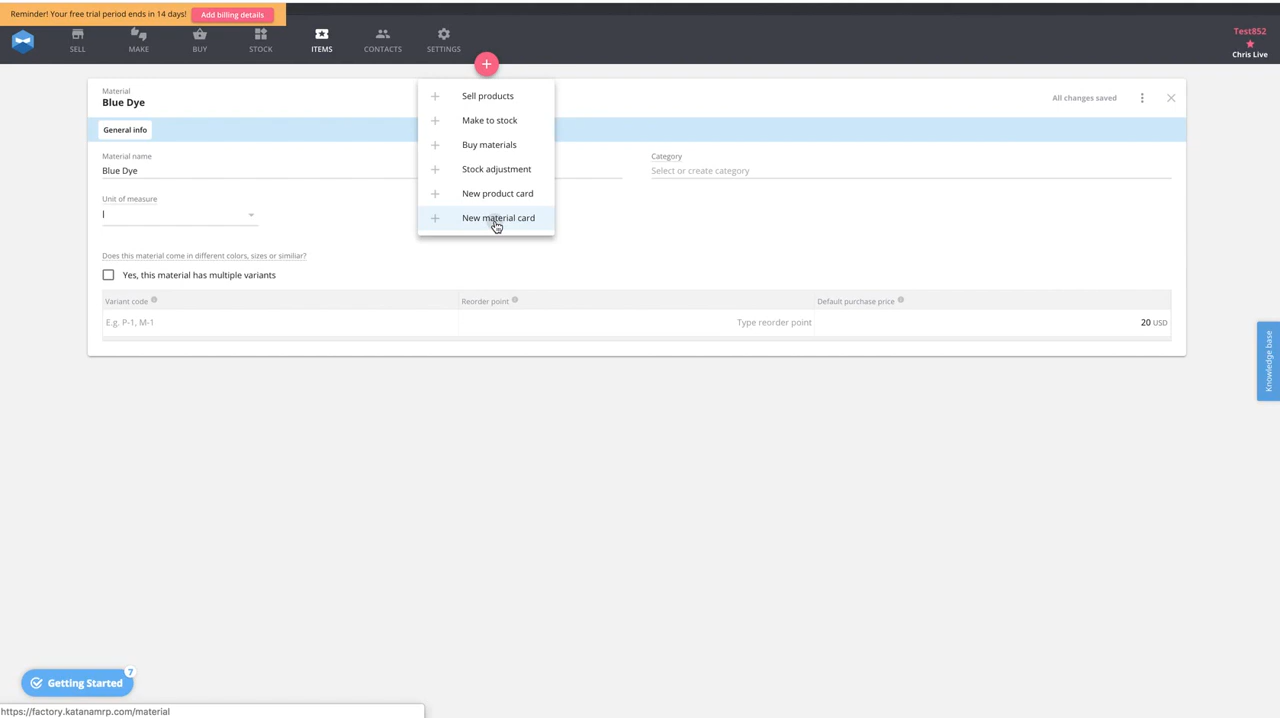 Reminder! Your free trial period ends in 14 days!
Add billing details
SELL
MAKE
BUY
STOCK
ITEMS
CONTACTS
SETTINGS
Test852
Chris Live
Material
Blue Dye
All changes saved
General info
Sell products
Make to stock
Buy materials
Stock adjustment
New product card
New material card
Material name
Blue Dye
Category
Select or create category
Unit of measure
l
Does this material come in different colors, sizes or similiar?
Yes, this material has multiple variants
Variant code
Reorder point
Default purchase price
E.g. P-1, M-1
Type reorder point
20 USD
Knowledge base
Getting Started
7
https://factory.katanamrp.com/material